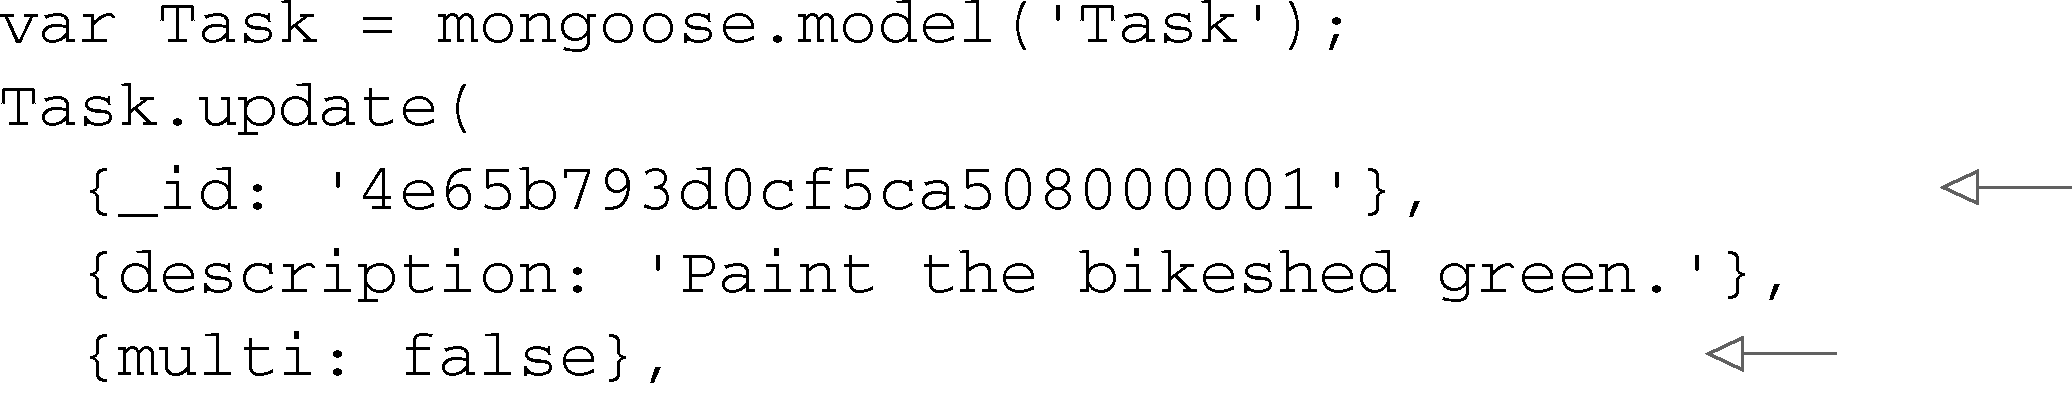 var Task = mongoose.model('Task');
Task.update(
  {_id: '4e65b793d0cf5ca508000001'},
  {description: 'Paint the bikeshed green.'},
  {multi: false},